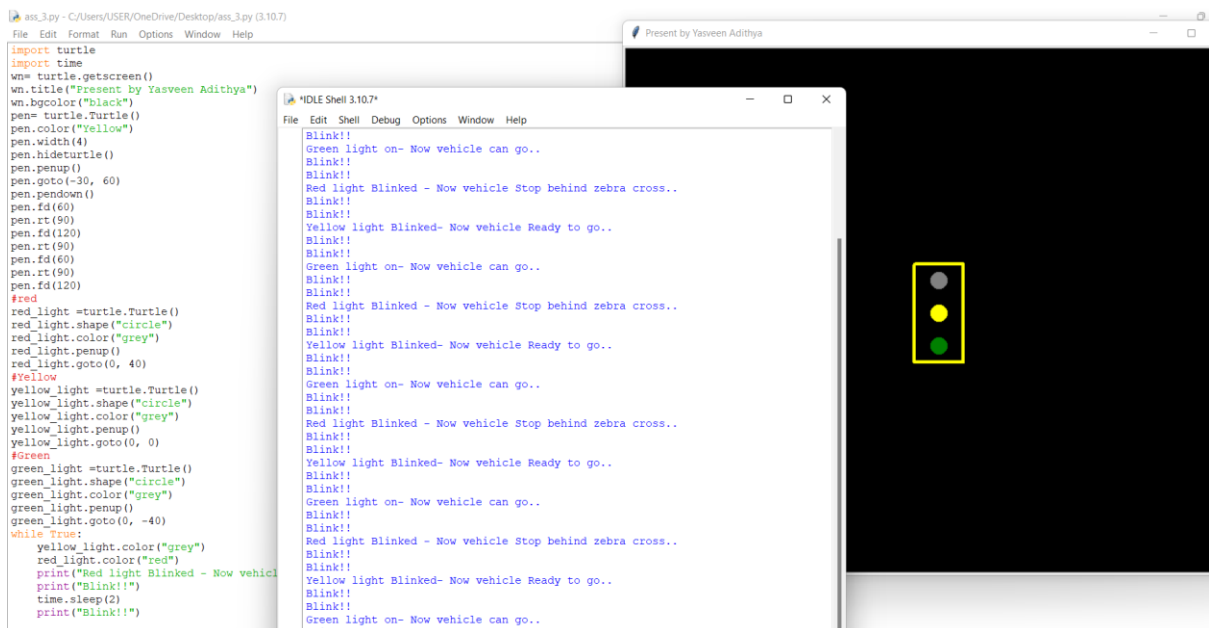 ass_3.py - C:/Users/USER/OneDrive/Desktop/ass_3.py (3.10.7)
File Edit Format Run Options Window Help
import turtle
import time
wn= turtle.getscreen()
wn.title("Present by Yasveen Adithya")
wn.bgcolor("black")
pen= turtle.Turtle()
pen.color("Yellow")
pen.width(4)
pen.hideturtle()
pen.penup()
pen.goto(-30, 60)
pen.pendown()
pen.fd(60)
pen.rt(90)
pen.fd(120)
pen.rt(90)
pen.fd(60)
pen.rt(90)
pen.fd(120)
#red
red_light =turtle.Turtle()
red_light.shape("circle")
red_light.color("grey")
red_light.penup()
red_light.goto(0, 40)
#Yellow
yellow_light =turtle.Turtle()
yellow_light.shape("circle")
yellow_light.color("grey")
yellow_light.penup()
yellow_light.goto(0, 0)
#Green
green_light =turtle.Turtle()
green_light.shape("circle")
green_light.color("grey")
green_light.penup()
green_light.goto(0, -40)
while True:
    yellow_light.color("grey")
    red_light.color("red")
    print("Red light Blinked - Now vehicl
    print("Blink!!")
    time.sleep(2)
    print("Blink!!")
*IDLE Shell 3.10.7*
File Edit Shell Debug Options Window Help
Blink!!
Green light on- Now vehicle can go..
Blink!!
Blink!!
Red light Blinked - Now vehicle Stop behind zebra cross..
Blink!!
Blink!!
Yellow light Blinked- Now vehicle Ready to go..
Blink!!
Blink!!
Green light on- Now vehicle can go..
Blink!!
Blink!!
Red light Blinked - Now vehicle Stop behind zebra cross..
Blink!!
Blink!!
Yellow light Blinked- Now vehicle Ready to go..
Blink!!
Blink!!
Green light on- Now vehicle can go..
Blink!!
Blink!!
Red light Blinked - Now vehicle Stop behind zebra cross..
Blink!!
Blink!!
Yellow light Blinked- Now vehicle Ready to go..
Blink!!
Blink!!
Green light on- Now vehicle can go..
Blink!!
Blink!!
Red light Blinked - Now vehicle Stop behind zebra cross..
Blink!!
Blink!!
Yellow light Blinked- Now vehicle Ready to go..
Blink!!
Blink!!
Green light on- Now vehicle can go..
Present by Yasveen Adithya